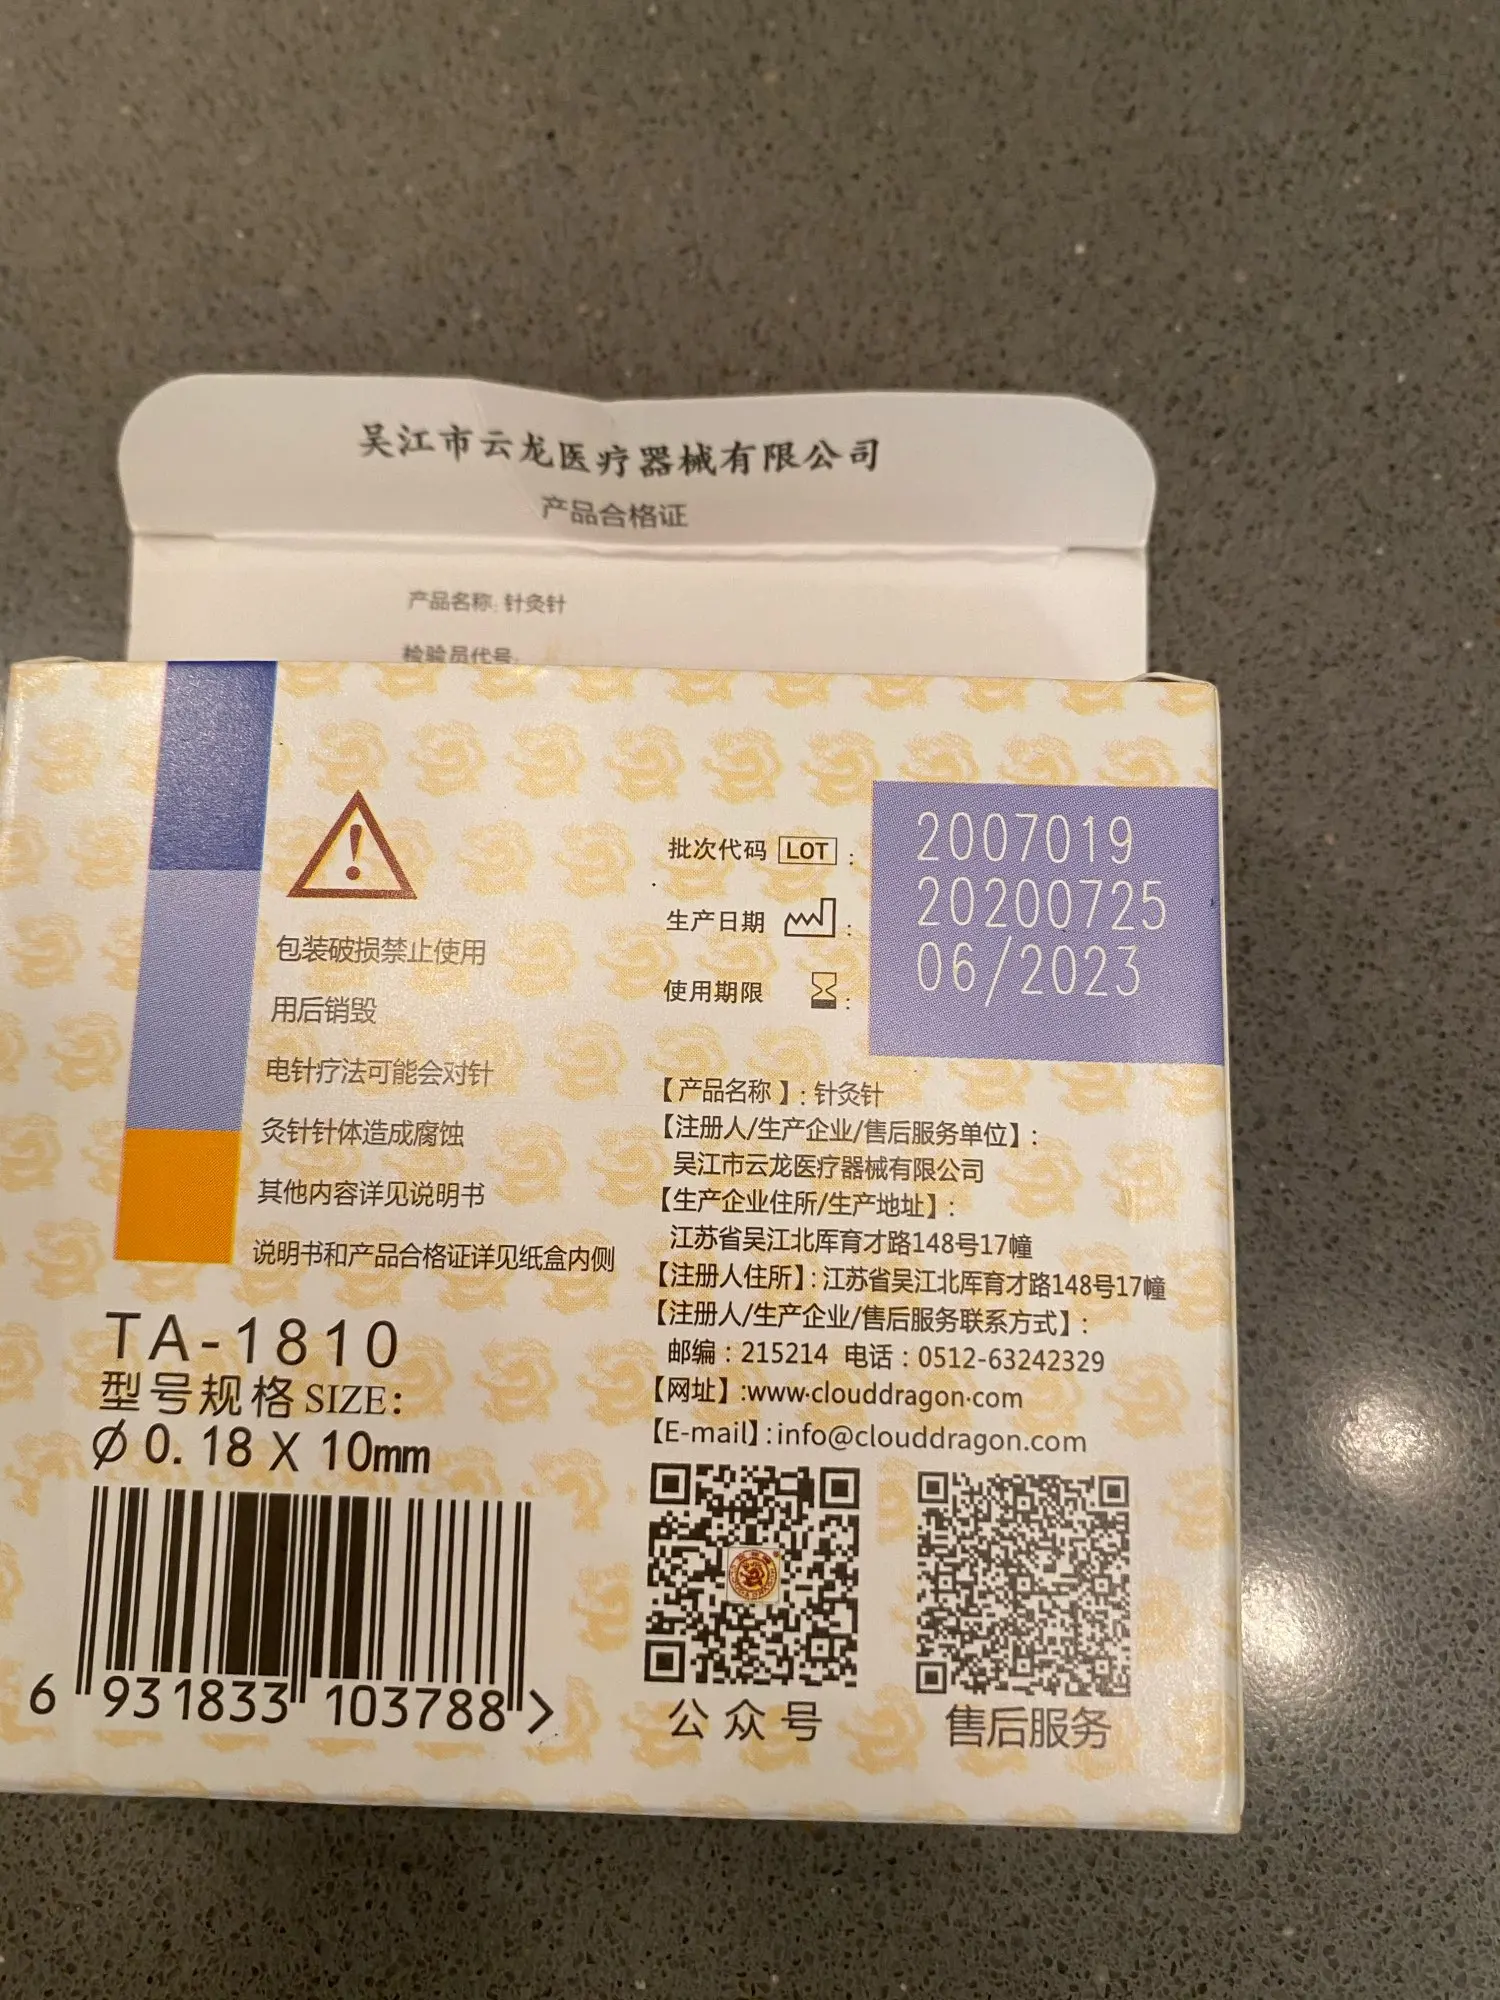 吴江市云龙医疗器械有限公司
产品合格证
产品名称: 针灸针
检验员代号:
包装破损禁止使用
用后销毁
电针疗法可能会对针
灸针针体造成腐蚀
其他内容详见说明书
说明书和产品合格证详见纸盒内侧
TA-1810
型号规格 SIZE:
Ø 0.18 X 10mm
6 931833 103788 >
批次代码 LOT : 2007019
生产日期 : 20200725
使用期限 : 06/2023
【产品名称】: 针灸针
【注册人/生产企业/售后服务单位】:
吴江市云龙医疗器械有限公司
【生产企业住所/生产地址】:
江苏省吴江北厍育才路148号17幢
【注册人住所】: 江苏省吴江北厍育才路148号17幢
【注册人/生产企业/售后服务联系方式】:
邮编：215214 电话：0512-63242329
【网址】:www.clouddragon.com
【E-mail】:info@clouddragon.com
公众号
售后服务